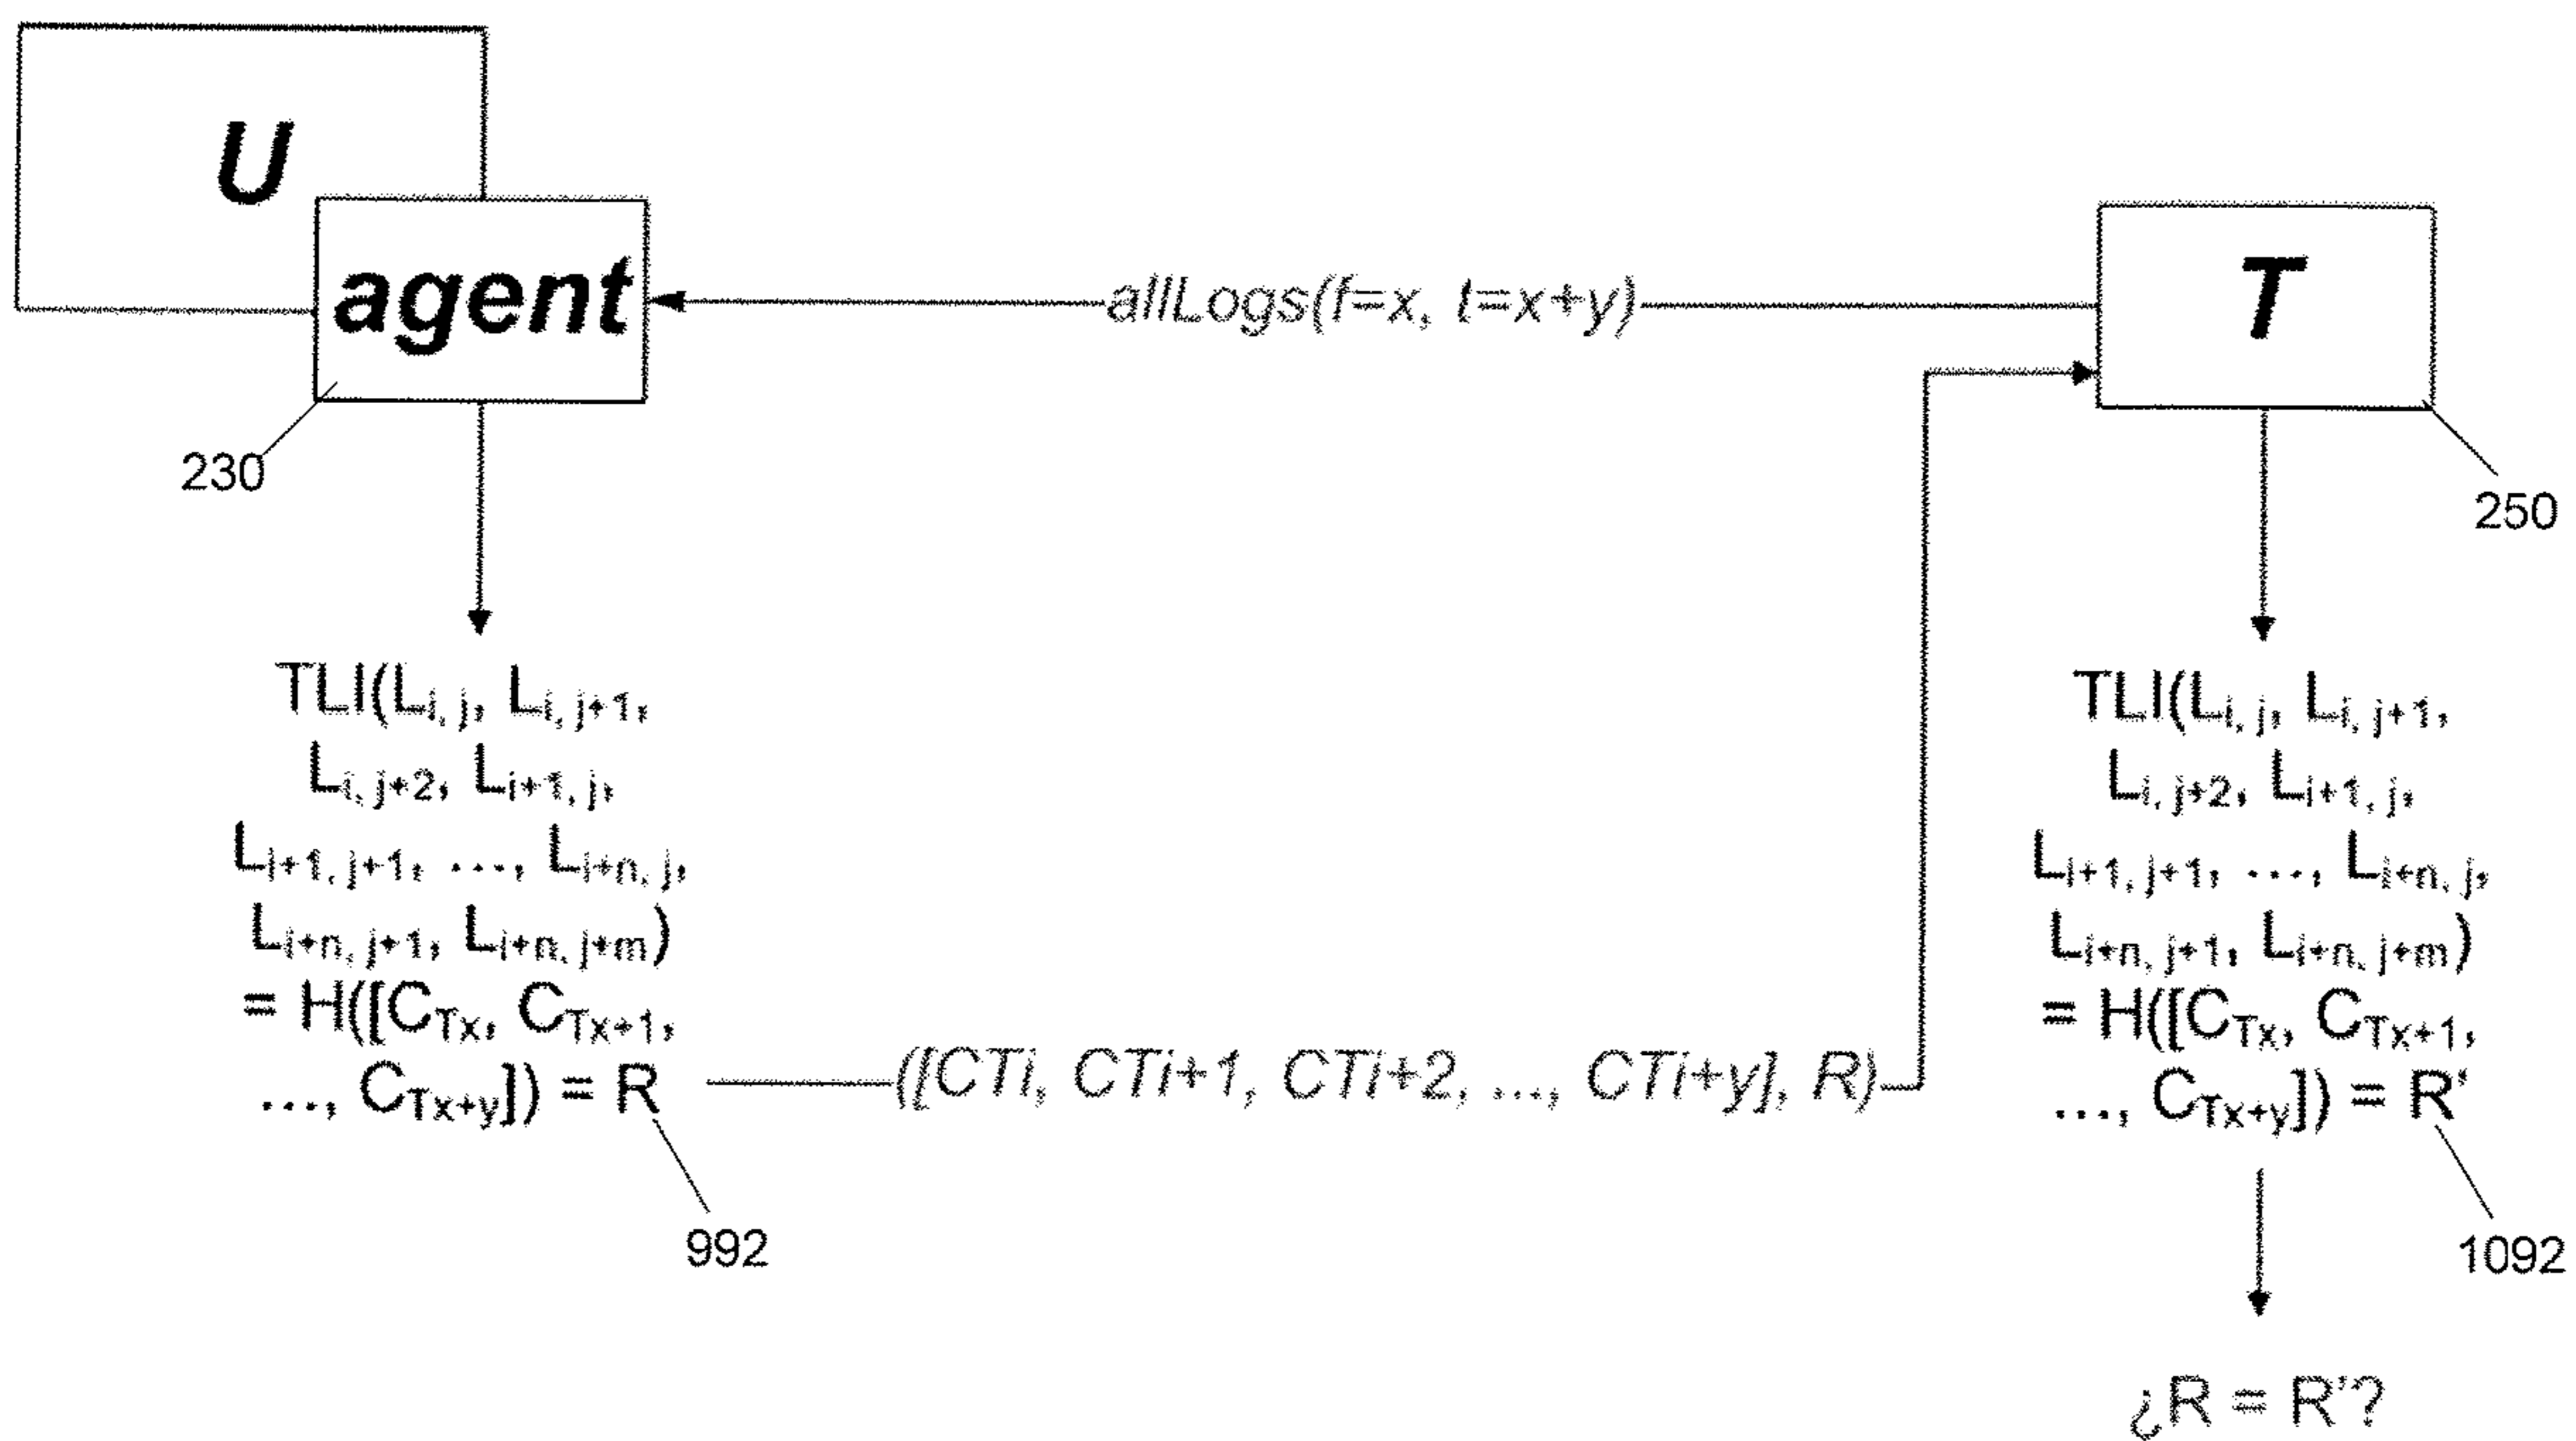 U
agent
230
allLogs(f=x, t=x+y)
T
250
TLI(Li, j, Li, j+1,
Li, j+2, Li+1, j,
Li+1, j+1, ..., Li+n, j,
Li+n, j+1, Li+n, j+m)
= H([CTx, CTx+1,
..., CTx+y]) = R
992
([CTi, CTi+1, CTi+2, ..., CTi+y], R)
TLI(Li, j, Li, j+1,
Li, j+2, Li+1, j,
Li+1, j+1, ..., Li+n, j,
Li+n, j+1, Li+n, j+m)
= H([CTx, CTx+1,
..., CTx+y]) = R'
1092
¿R = R'?